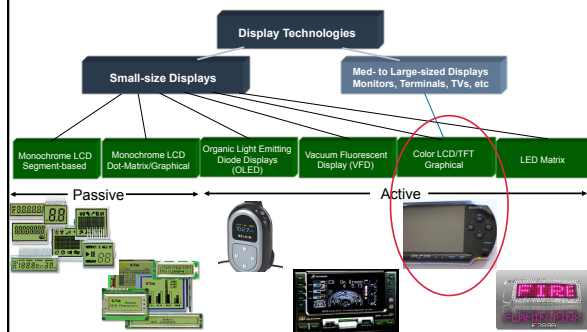 Display Technologies
Small-size Displays
Med- to Large-sized Displays
Monitors, Terminals, TVs, etc
Monochrome LCD
Segment-based
Monochrome LCD
Dot-Matrix/Graphical
Organic Light Emitting
Diode Displays
(OLED)
Vacuum Fluorescent
Display (VFD)
Color LCD/TFT
Graphical
LED Matrix
Passive
Active
FIRE